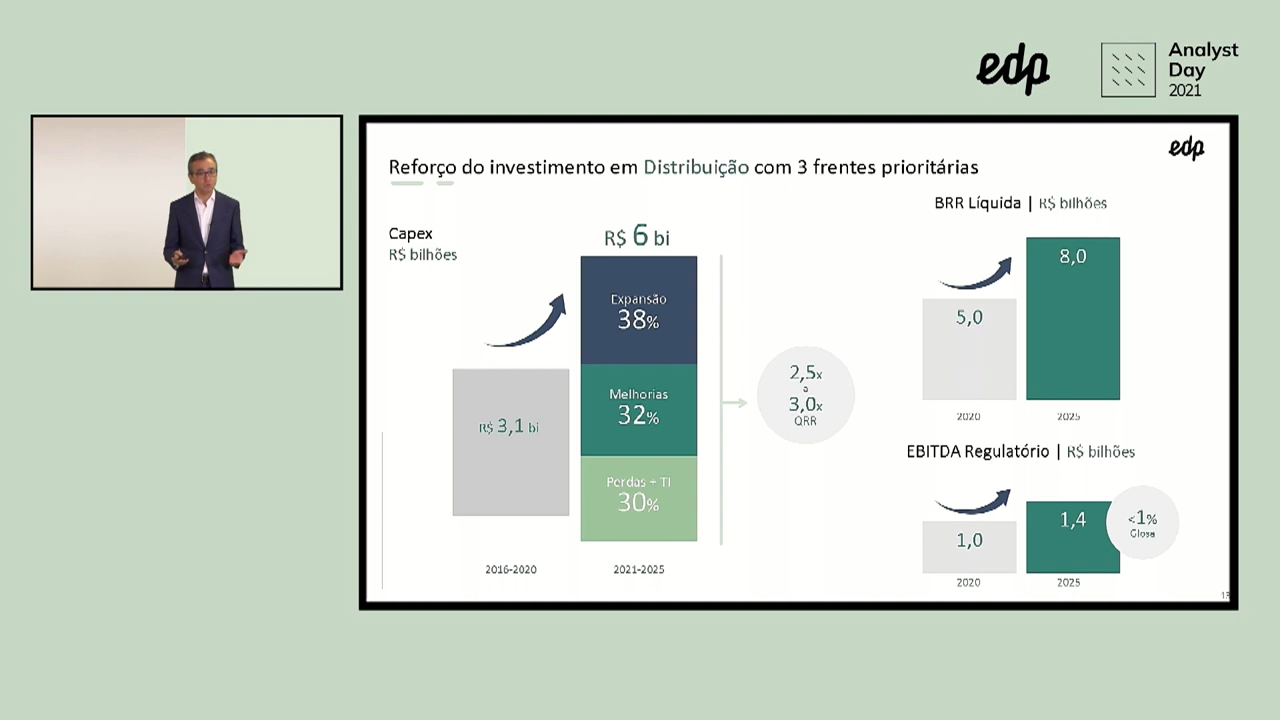 edp
Analyst
Day
2021
edp
Reforço do investimento em Distribuição com 3 frentes prioritárias
Capex
R$ bilhões
R$ 6 bi
Expansão
38%
Melhorias
32%
Perdas + TI
30%
R$ 3,1 bi
2016-2020
2021-2025
2,5x
a
3,0x
QRR
BRR Líquida | R$ bilhões
5,0
8,0
2020
2025
EBITDA Regulatório | R$ bilhões
1,0
1,4
<1%
Glosa
2020
2025